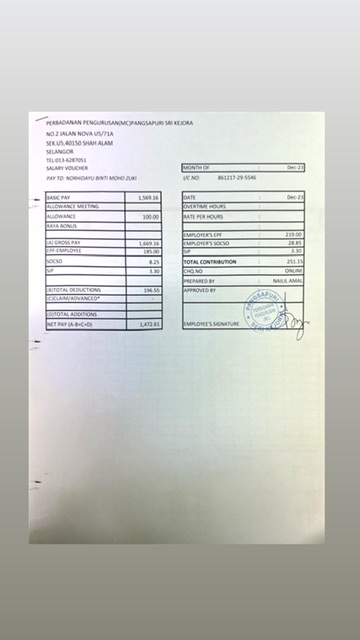 PERBADANAN PENGURUSAN(MC)PANGSAPURI SRI KEJORA
NO.2 JALAN NOVA U5/71A
SEK.U5,40150 SHAH ALAM
SELANGOR
TEL:013-6287051
SALARY VOUCHER
MONTH OF : Dec-23
PAY TO: NORHIDAYU BINTI MOHD ZUKI
I/C NO: 861217-29-5546
BASIC PAY 1,569.16
ALLOWANCE MEETING
ALLOWANCE 100.00
RAYA BONUS
(A) GROSS PAY 1,669.16
EPF EMPLOYEE 185.00
SOCSO 8.25
SIP 3.30
(B)TOTAL DEDUCTIONS 196.55
(C)CLAIM/ADVANCED* -
(D)TOTAL ADDITIONS
NET PAY (A-B+C+D) 1,472.61
DATE : Dec-23
OVERTIME HOURS :
RATE PER HOURS :
EMPLOYER'S EPF : 219.00
EMPLOYER'S SOCSO : 28.85
SIP : 3.30
TOTAL CONTRIBUTION : 251.15
CHQ.NO : ONLINE
PREPARED BY : NAILIL AMAL
APPROVED BY
PANGSAPURI
SERI KEJORA
EMPLOYEE'S SIGNATURE